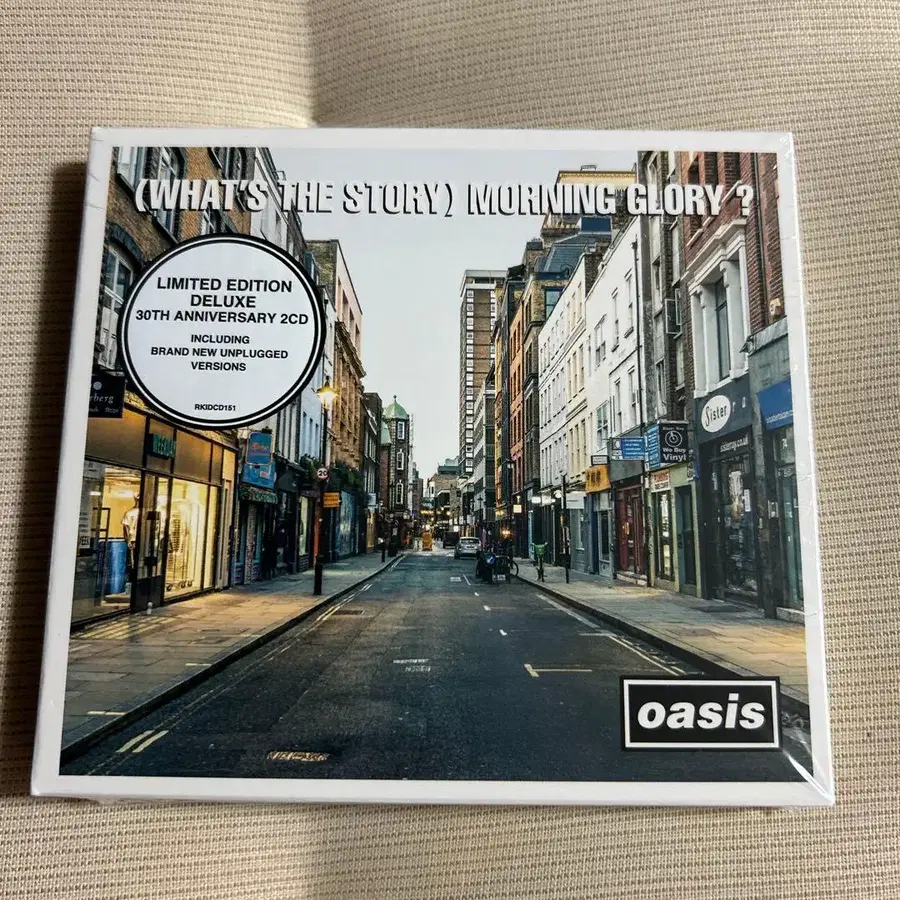 (WHAT'S THE STORY) MORNING GLORY ?
LIMITED EDITION
DELUXE
30TH ANNIVERSARY 2CD
INCLUDING
BRAND NEW UNPLUGGED
VERSIONS
RKIDCD151
Sister
We Buy
Vinyl
30
oasis